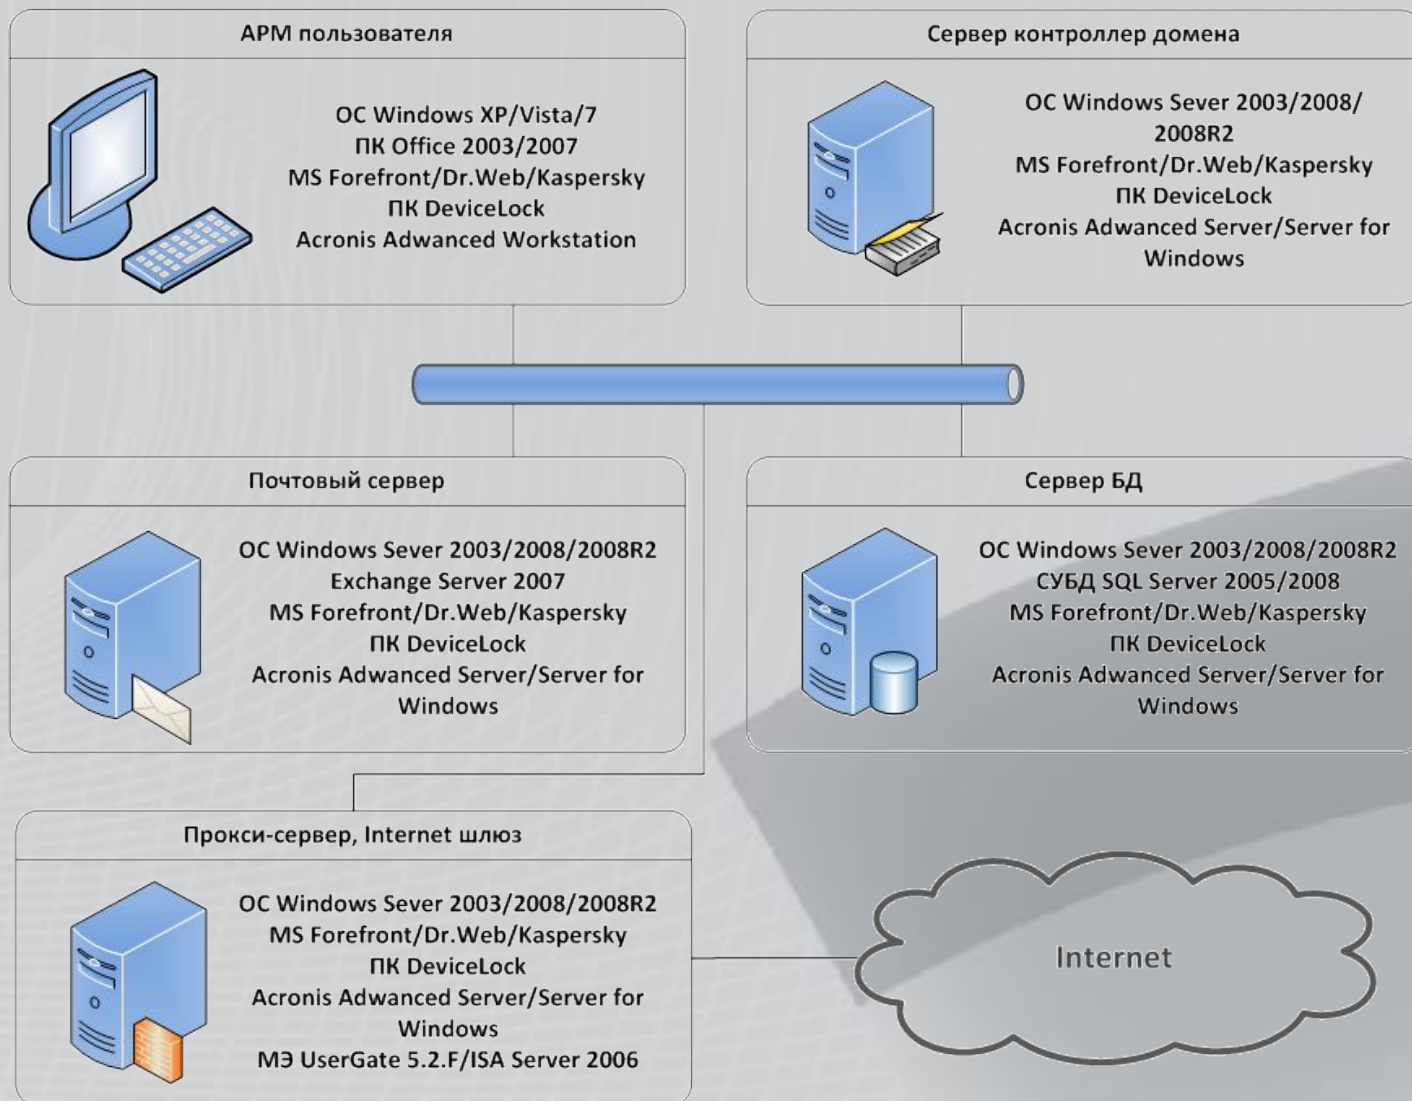 АРМ пользователя
ОС Windows XP/Vista/7
ПК Office 2003/2007
MS Forefront/Dr.Web/Kaspersky
ПК DeviceLock
Acronis Adwanced Workstation
Сервер контроллер домена
ОС Windows Sever 2003/2008/
2008R2
MS Forefront/Dr.Web/Kaspersky
ПК DeviceLock
Acronis Adwanced Server/Server for
Windows
Почтовый сервер
ОС Windows Sever 2003/2008/2008R2
Exchange Server 2007
MS Forefront/Dr.Web/Kaspersky
ПК DeviceLock
Acronis Adwanced Server/Server for
Windows
Сервер БД
ОС Windows Sever 2003/2008/2008R2
СУБД SQL Server 2005/2008
MS Forefront/Dr.Web/Kaspersky
ПК DeviceLock
Acronis Adwanced Server/Server for
Windows
Прокси-сервер, Internet шлюз
ОС Windows Sever 2003/2008/2008R2
MS Forefront/Dr.Web/Kaspersky
ПК DeviceLock
Acronis Adwanced Server/Server for
Windows
МЭ UserGate 5.2.F/ISA Server 2006
Internet